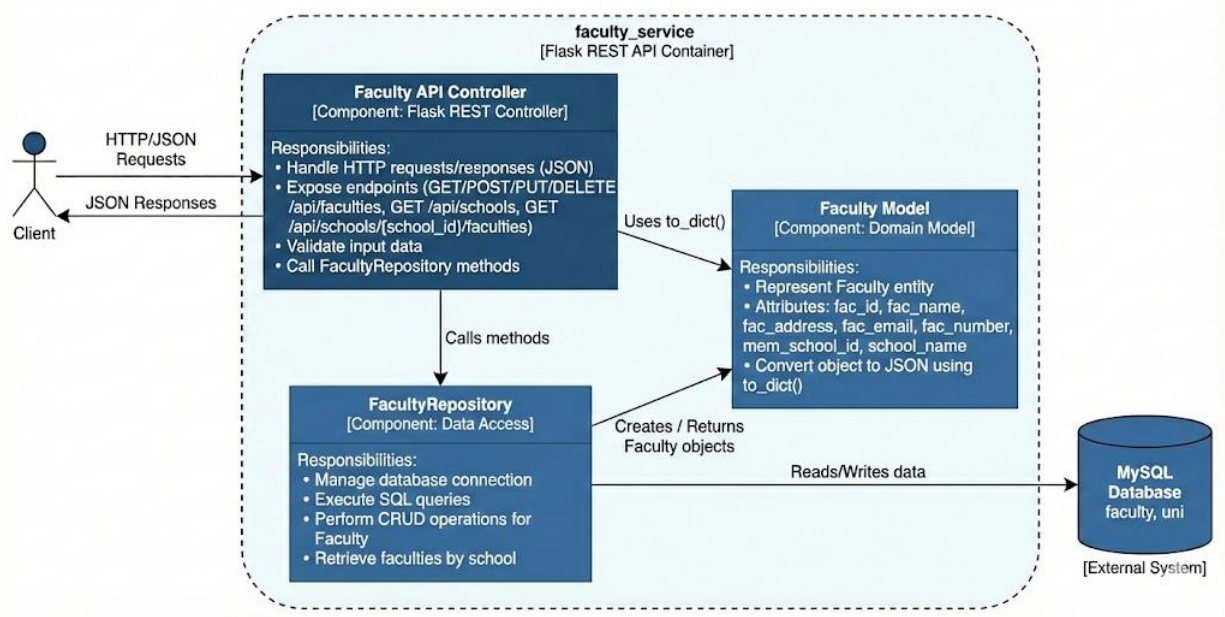 faculty_service
[Flask REST API Container]
Faculty API Controller
[Component: Flask REST Controller]
Responsibilities:
• Handle HTTP requests/responses (JSON)
• Expose endpoints (GET/POST/PUT/DELETE
/api/faculties, GET /api/schools, GET
/api/schools/[school_id]/faculties)
• Validate input data
• Call FacultyRepository methods
HTTP/JSON
Requests
JSON Responses
Client
Uses to_dict()
Faculty Model
[Component: Domain Model]
Responsibilities:
• Represent Faculty entity
• Attributes: fac_id, fac_name,
fac_address, fac_email, fac_number,
mem_school_id, school_name
• Convert object to JSON using
to_dict()
Calls methods
FacultyRepository
[Component: Data Access]
Responsibilities:
• Manage database connection
• Execute SQL queries
• Perform CRUD operations for
Faculty
• Retrieve faculties by school
Creates / Returns
Faculty objects
Reads/Writes data
MySQL
Database
faculty, uni
[External System]